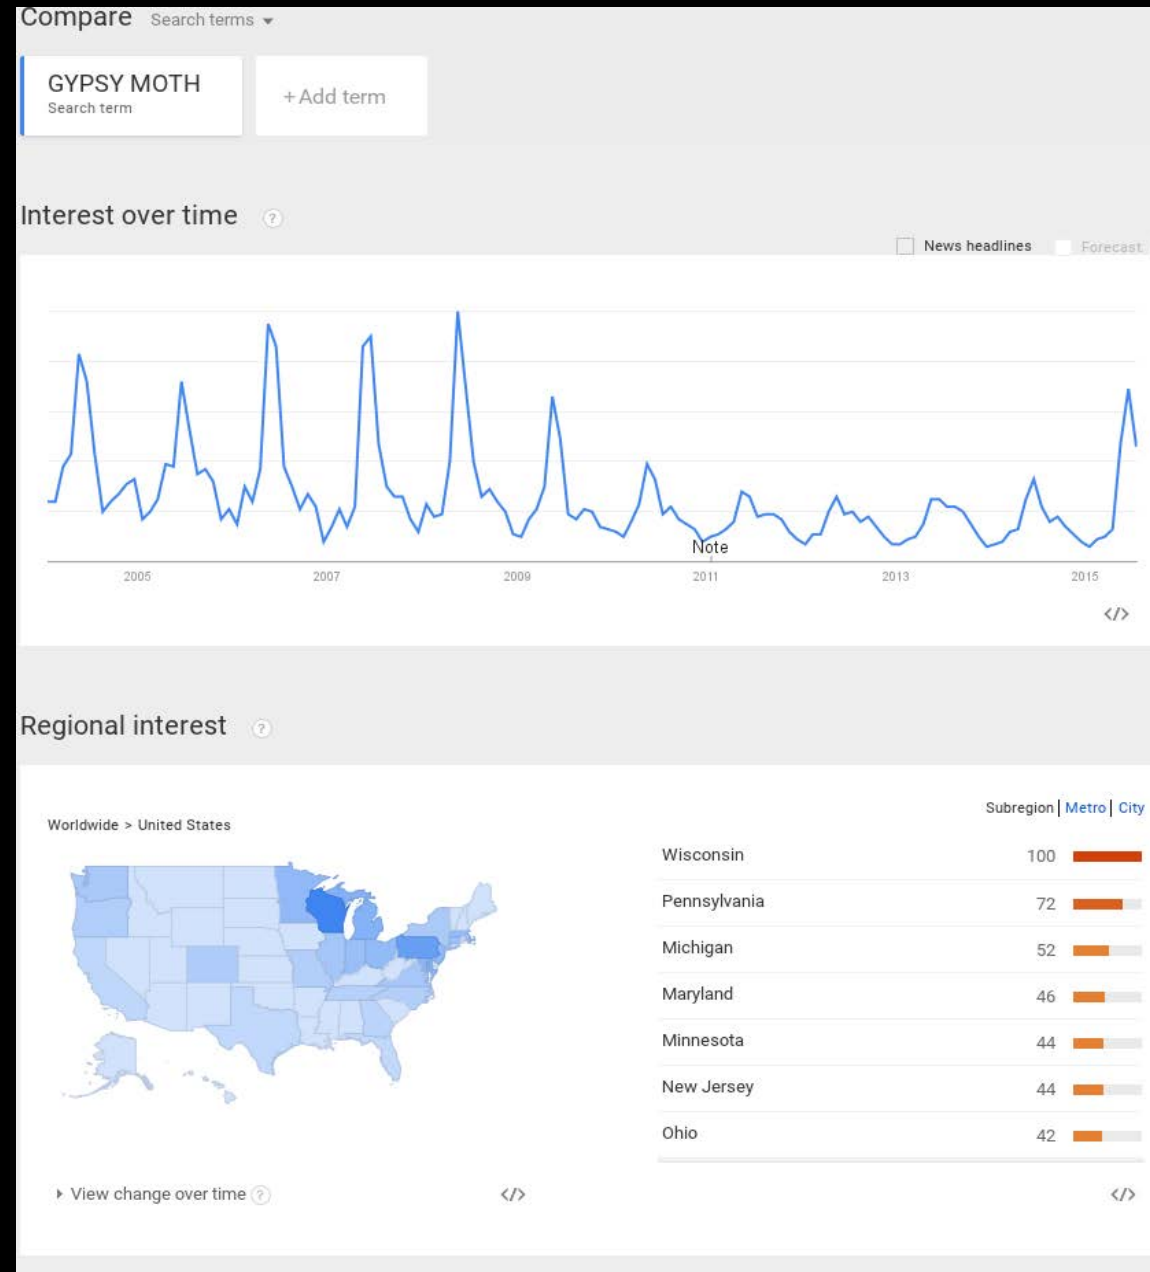 Compare Search terms
GYPSY MOTH
Search term
+ Add term
Interest over time ?
News headlines Forecast
Note
2005 2007 2009 2011 2013 2015
</>
Regional interest ?
Subregion | Metro | City
Worldwide > United States
Wisconsin 100
Pennsylvania 72
Michigan 52
Maryland 46
Minnesota 44
New Jersey 44
Ohio 42
View change over time ? </> </>